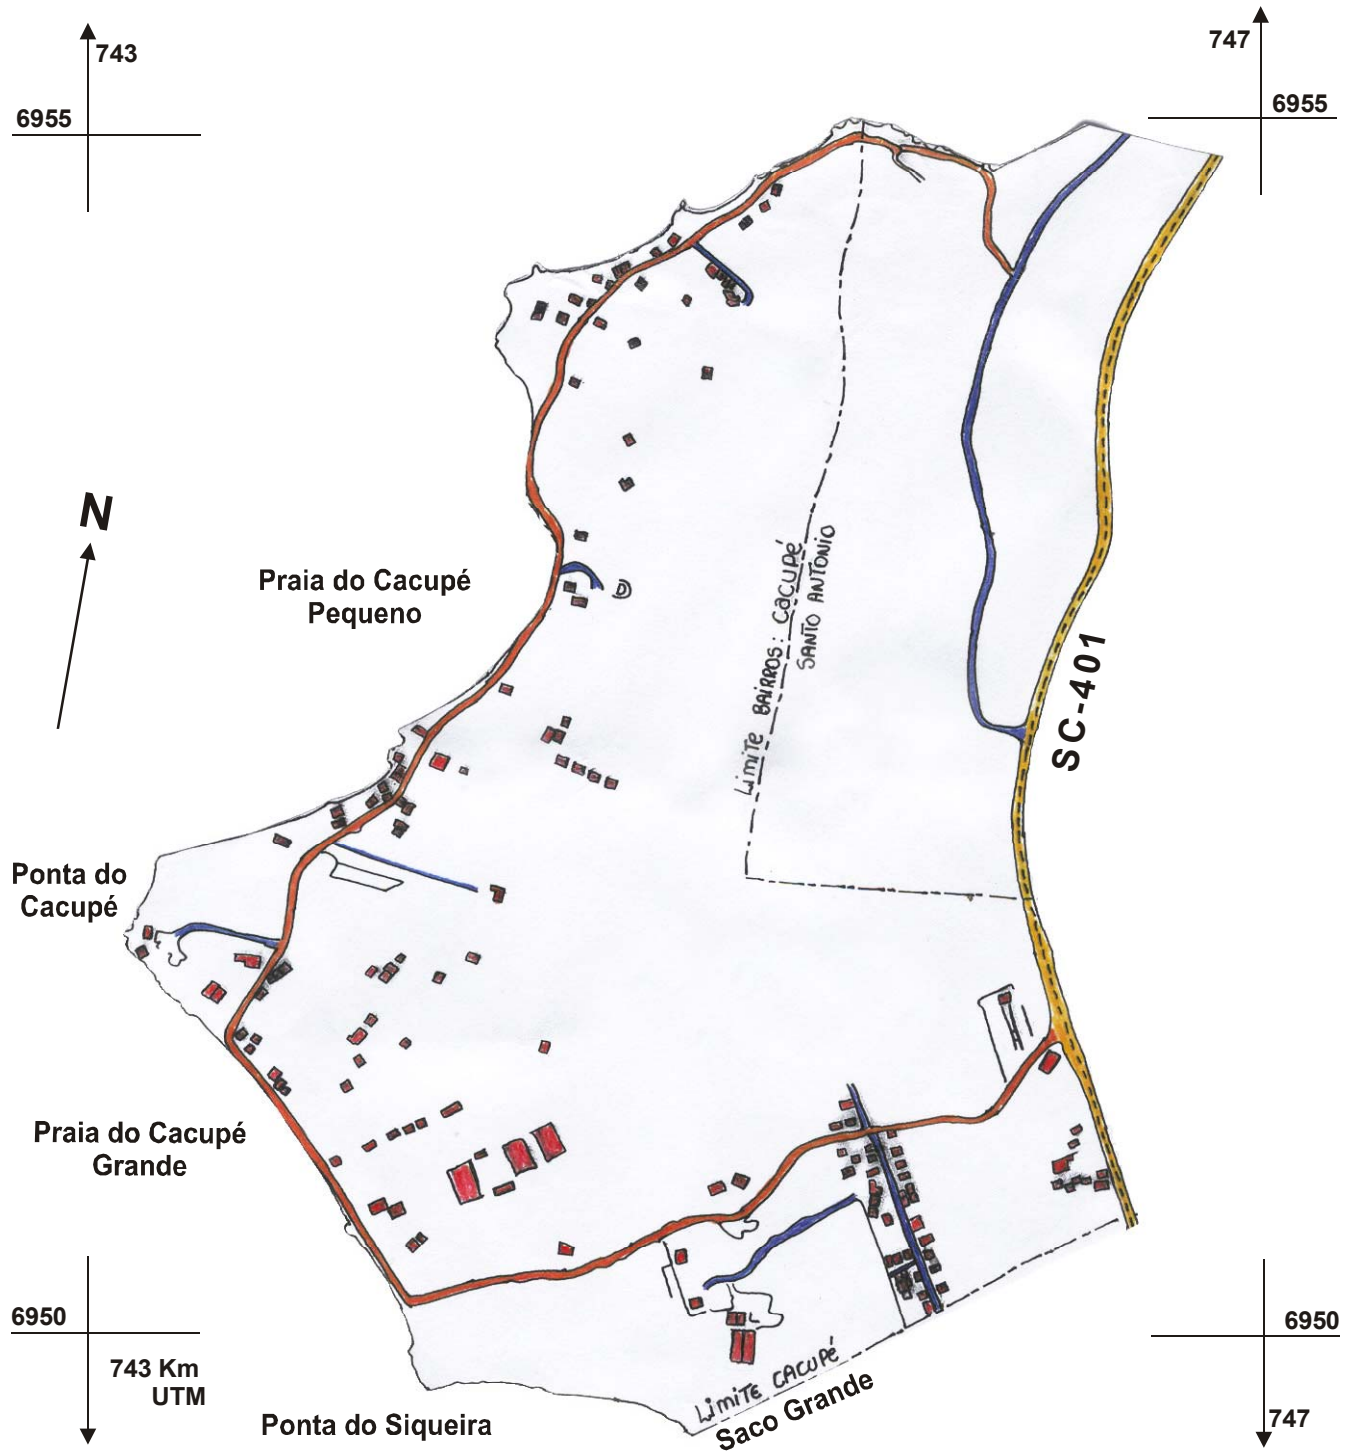 743
747
6955
6955
N
Praia do Cacupé
Pequeno
Limite BAIRROS: CACUPÉ
SANTO ANTONIO
SC-401
Ponta do
Cacupé
Praia do Cacupé
Grande
6950
6950
743 Km
UTM
Limite CACUPÉ
Saco Grande
Ponta do Siqueira
747